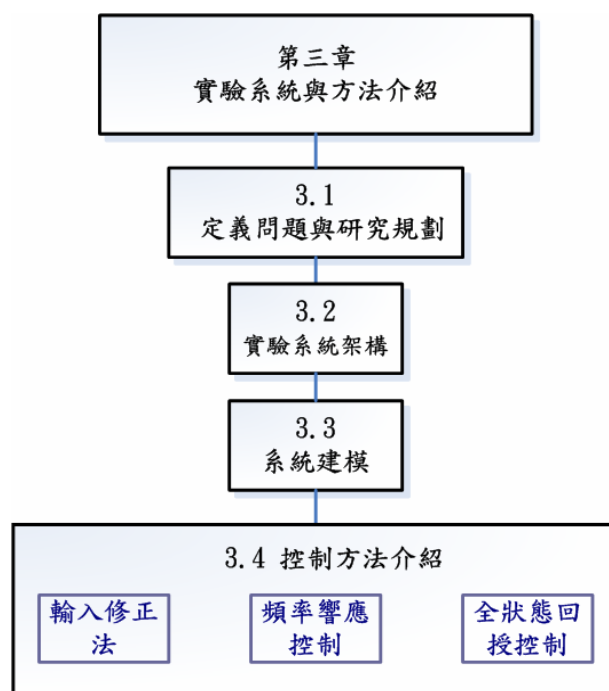 第三章
實驗系統與方法介紹
3.1
定義問題與研究規劃
3.2
實驗系統架構
3.3
系統建模
3.4 控制方法介紹
輸入修正
法
頻率響應
控制
全狀態回
授控制